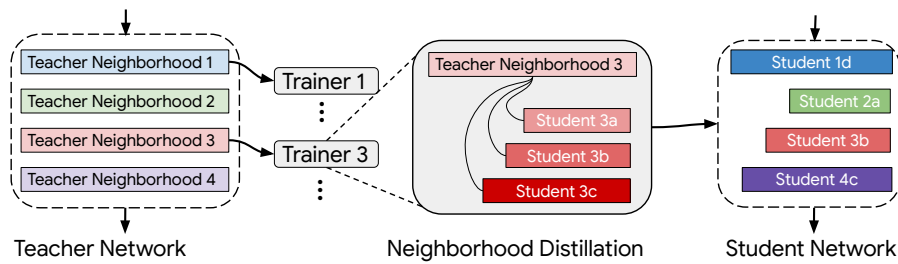 Teacher Neighborhood 1
Teacher Neighborhood 2
Teacher Neighborhood 3
Teacher Neighborhood 4
Teacher Network
Trainer 1
Trainer 3
Teacher Neighborhood 3
Student 3a
Student 3b
Student 3c
Neighborhood Distillation
Student 1d
Student 2a
Student 3b
Student 4c
Student Network